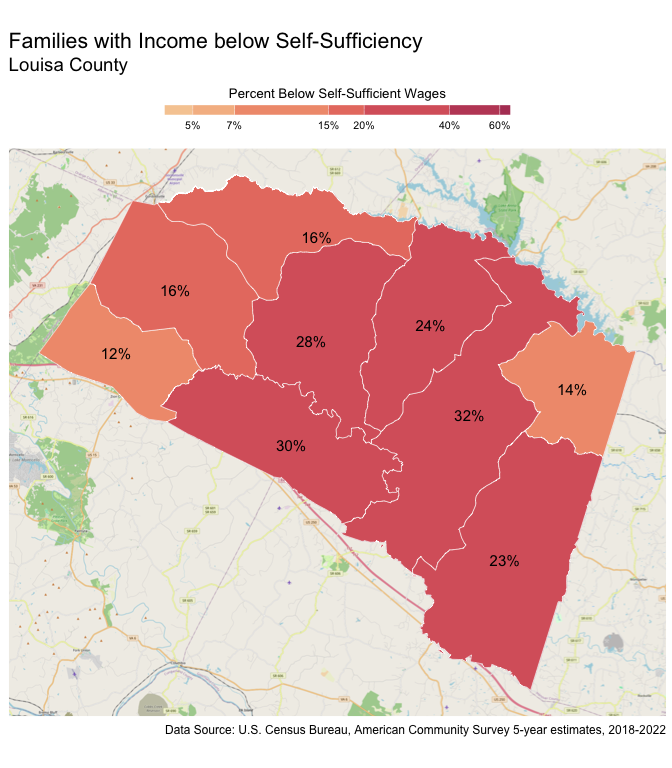 Families with Income below Self-Sufficiency
Louisa County
Percent Below Self-Sufficient Wages
5% 7% 15% 20% 40% 60%
16%
16%
24%
28%
12%
14%
32%
30%
23%
Data Source: U.S. Census Bureau, American Community Survey 5-year estimates, 2018-2022